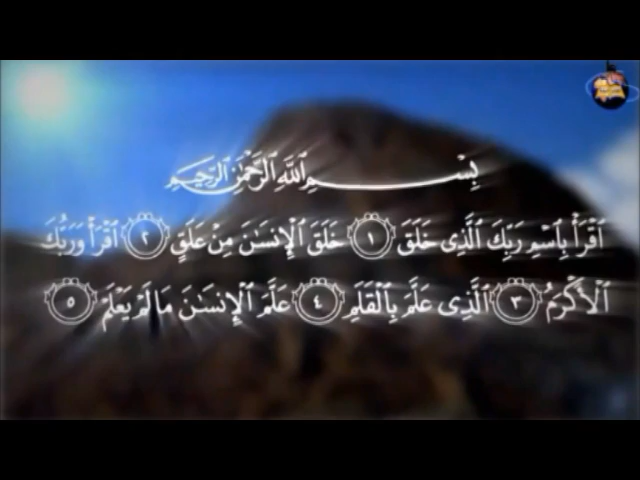 بِسْمِ ٱللَّهِ ٱلرَّحْمَٰنِ ٱلرَّحِيمِ
ٱقْرَأْ بِٱسْمِ رَبِّكَ ٱلَّذِى خَلَقَ ١ خَلَقَ ٱلْإِنسَٰنَ مِنْ عَلَقٍ ٢ ٱقْرَأْ وَرَبُّكَ
ٱلْأَكْرَمُ ٣ ٱلَّذِى عَلَّمَ بِٱلْقَلَمِ ٤ عَلَّمَ ٱلْإِنسَٰنَ مَا لَمْ يَعْلَمْ ٥